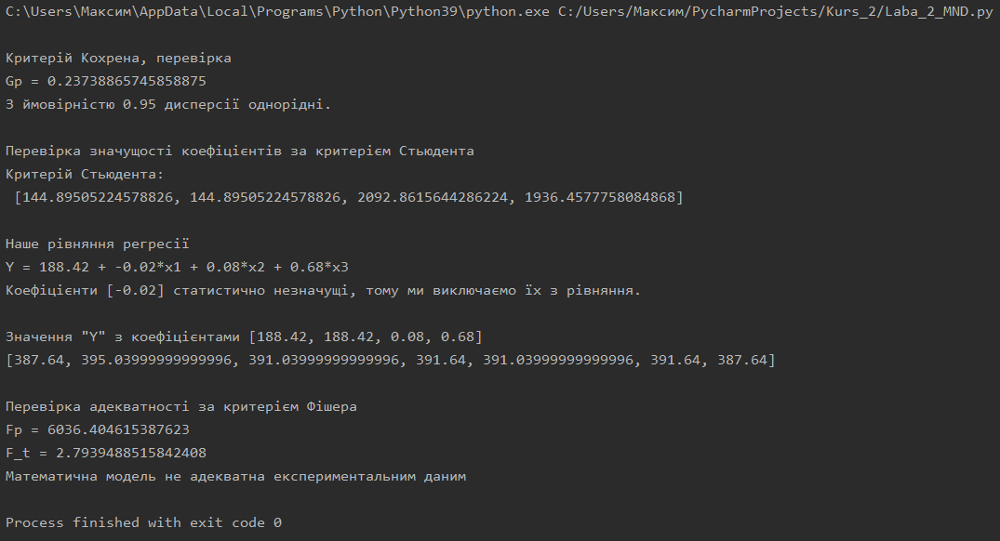 C:\Users\Максим\AppData\Local\Programs\Python\Python39\python.exe C:/Users/Максим/PycharmProjects/Kurs_2/Laba_2_MND.py
Критерій Кохрена, перевірка
Gp = 0.23738865745858875
З ймовірністю 0.95 дисперсії однорідні.
Перевірка значущості коефіцієнтів за критерієм Стьюдента
Критерій Стьюдента:
[144.89505224578826, 144.89505224578826, 2092.8615644286224, 1936.4577758084868]
Наше рівняння регресії
Y = 188.42 + -0.02*x1 + 0.08*x2 + 0.68*x3
Коефіцієнти [-0.02] статистично незначущі, тому ми виключаємо їх з рівняння.
Значення "Y" з коефіцієнтами [188.42, 188.42, 0.08, 0.68]
[387.64, 395.03999999999996, 391.03999999999996, 391.64, 391.03999999999996, 391.64, 387.64]
Перевірка адекватності за критерієм Фішера
Fp = 6036.404615387623
F_t = 2.7939488515842408
Математична модель не адекватна експериментальним даним
Process finished with exit code 0